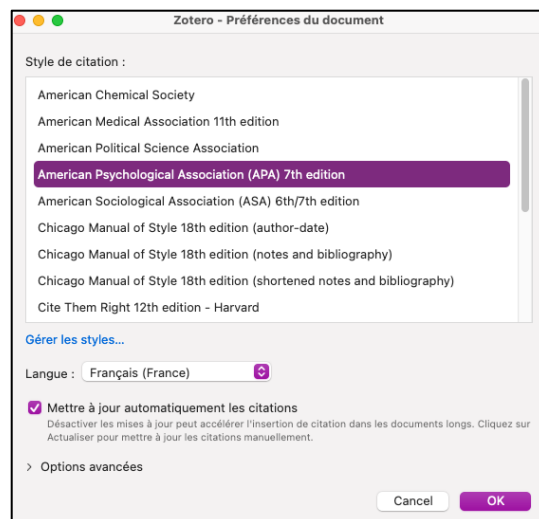 Zotero - Préférences du document
Style de citation :
American Chemical Society
American Medical Association 11th edition
American Political Science Association
American Psychological Association (APA) 7th edition
American Sociological Association (ASA) 6th/7th edition
Chicago Manual of Style 18th edition (author-date)
Chicago Manual of Style 18th edition (notes and bibliography)
Chicago Manual of Style 18th edition (shortened notes and bibliography)
Cite Them Right 12th edition - Harvard
Gérer les styles...
Langue : Français (France)
Mettre à jour automatiquement les citations
Désactiver les mises à jour peut accélérer l'insertion de citation dans les documents longs. Cliquez sur
Actualiser pour mettre à jour les citations manuellement.
> Options avancées
Cancel OK